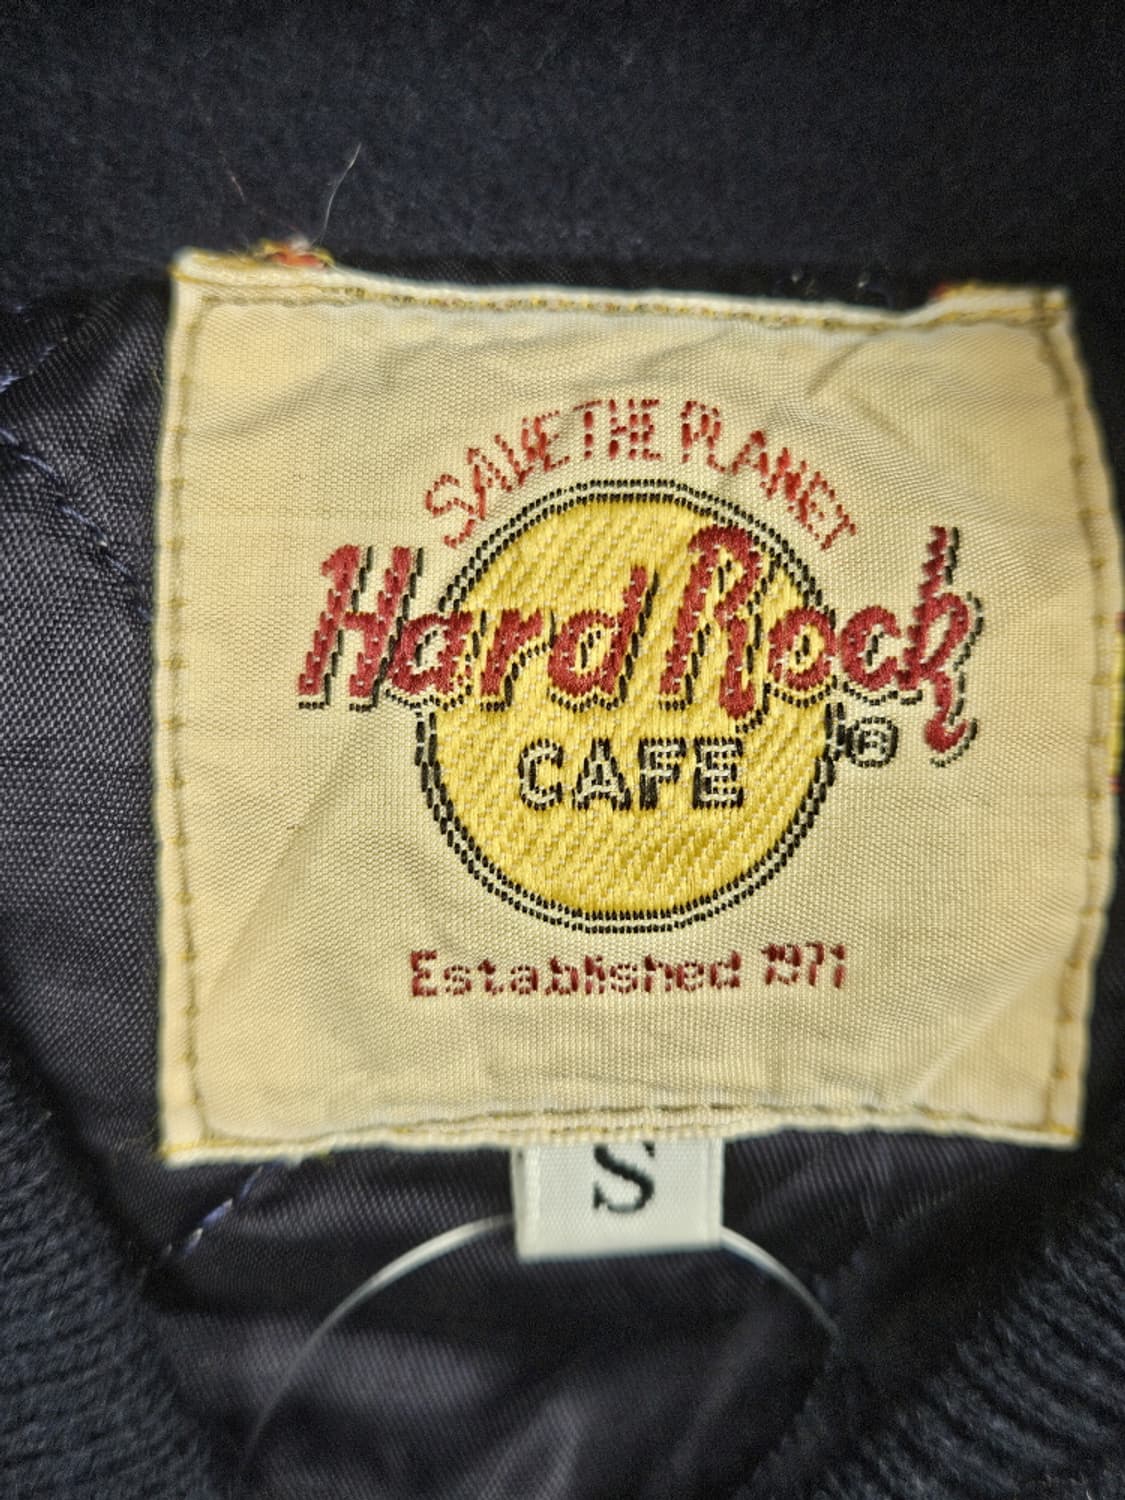 SAVE THE PLANET
Hard Rock
CAFE ®
Established 1971
S